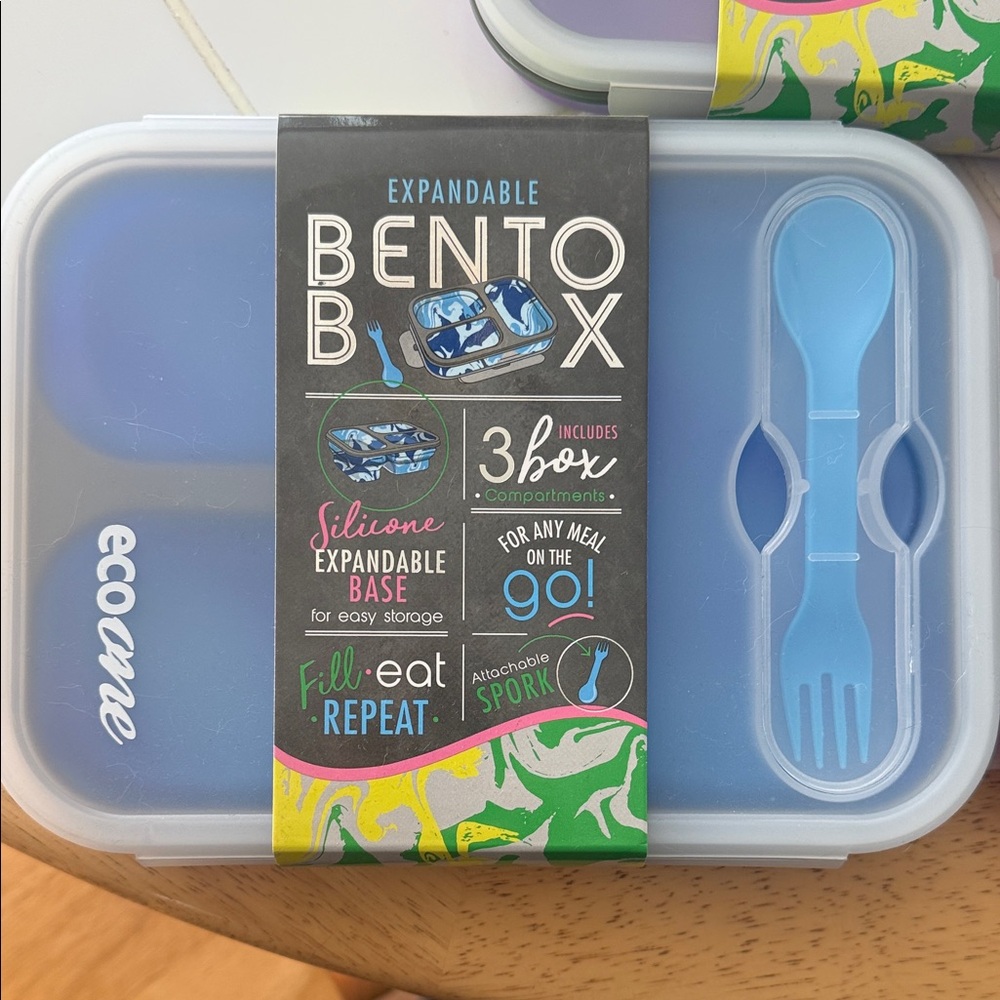 EXPANDABLE
BENTO
BOX
Silicone
EXPANDABLE
BASE
for easy storage
Fill·eat
·REPEAT·
INCLUDES
3 box
·Compartments·
FOR ANY MEAL
ON THE
go!
Attachable
SPORK
ecoone